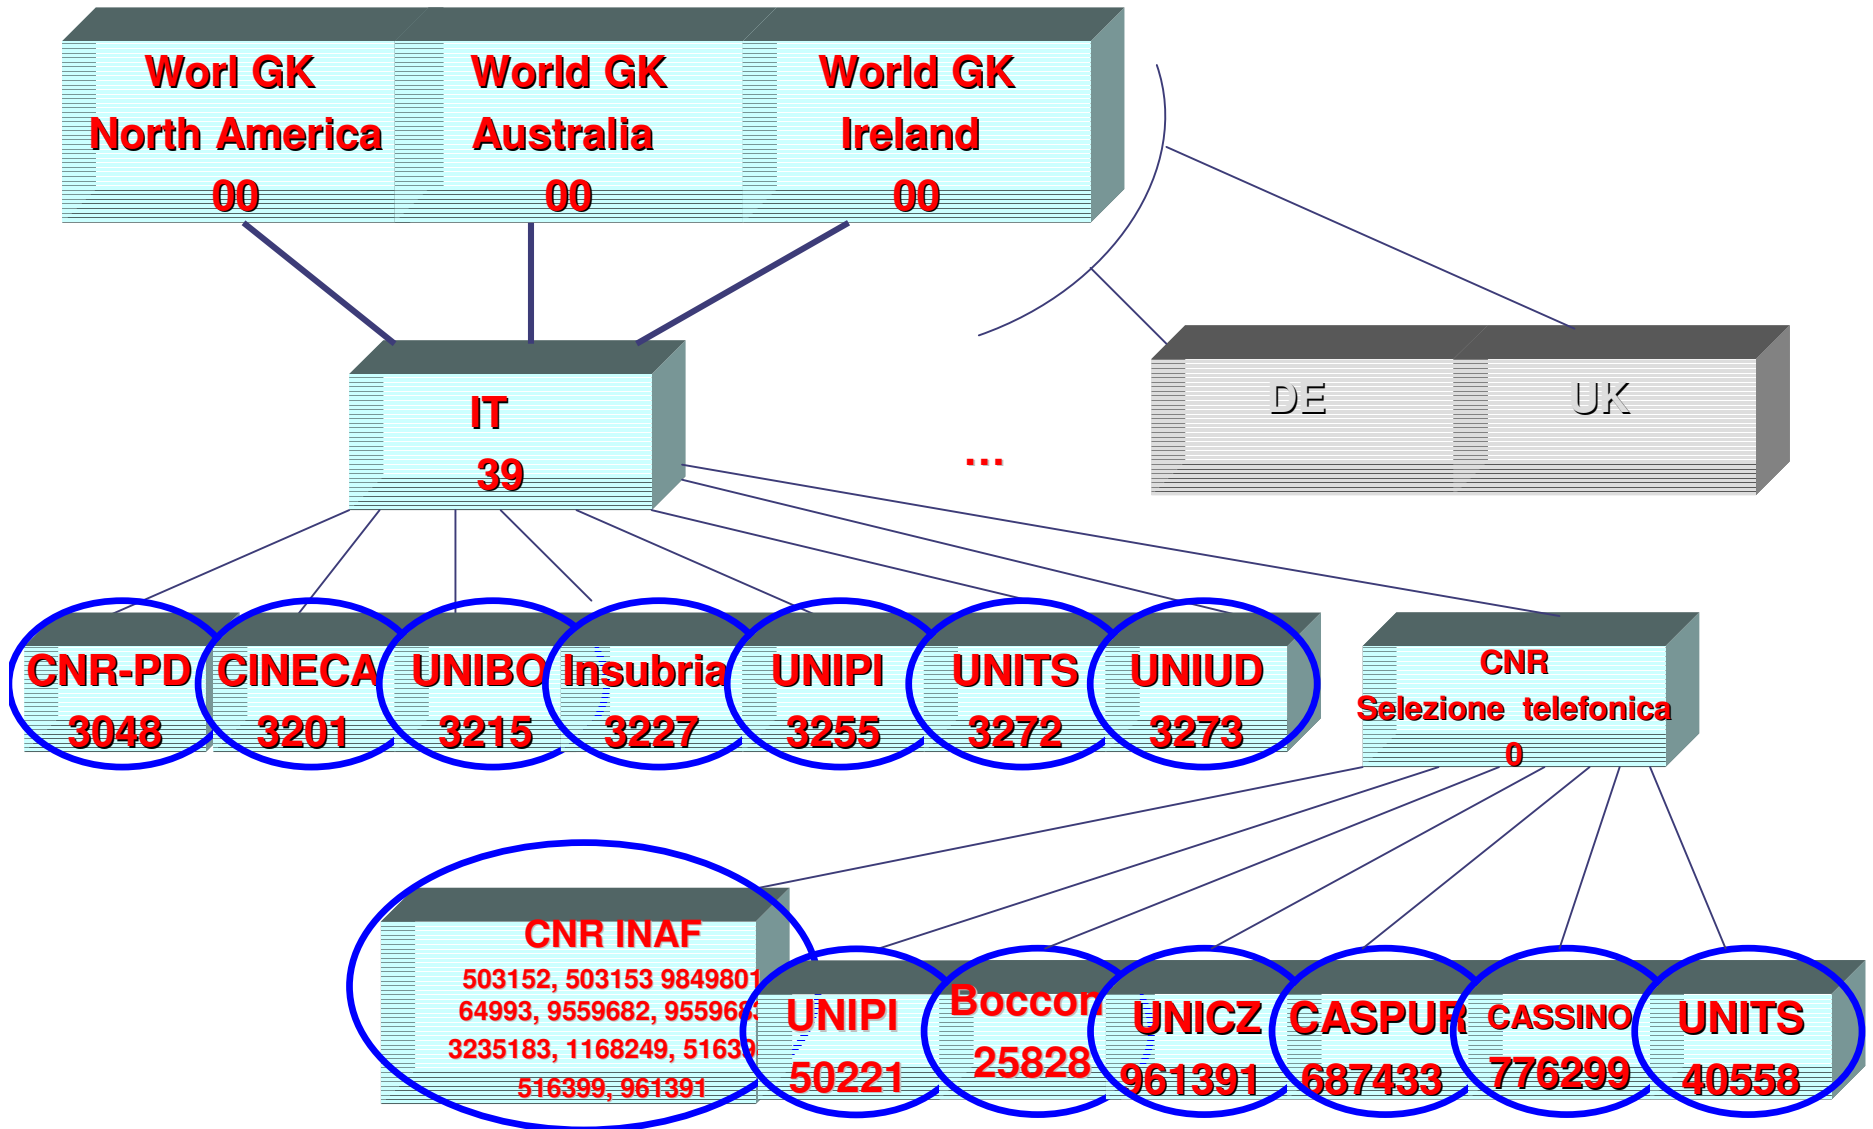 Worl GK
North America
00
World GK
Australia
00
World GK
Ireland
00
IT
39
...
DE
UK
CNR-PD
3048
CINECA
3201
UNIBO
3215
Insubria
3227
UNIPI
3255
UNITS
3272
UNIUD
3273
CNR
Selezione telefonica
0
CNR INAF
503152, 503153 9849801
64993, 9559682, 9559683
3235183, 1168249,
516399, 961391
UNIPI
50221
Boccon
25828
UNICZ
961391
CASPUR
687433
CASSINO
776299
UNITS
40558